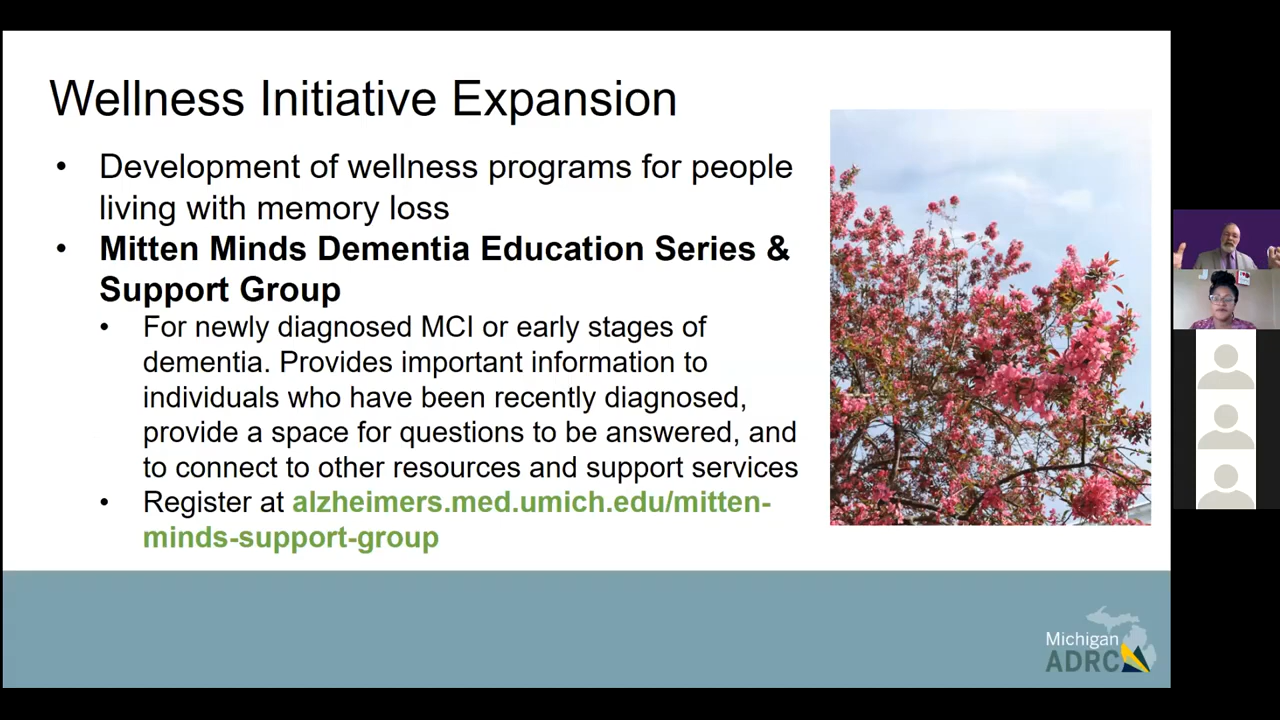 Wellness Initiative Expansion
• Development of wellness programs for people
living with memory loss
• Mitten Minds Dementia Education Series &
Support Group
• For newly diagnosed MCI or early stages of
dementia. Provides important information to
individuals who have been recently diagnosed,
provide a space for questions to be answered, and
to connect to other resources and support services
• Register at alzheimers.med.umich.edu/mitten-
minds-support-group
Michigan
ADRC